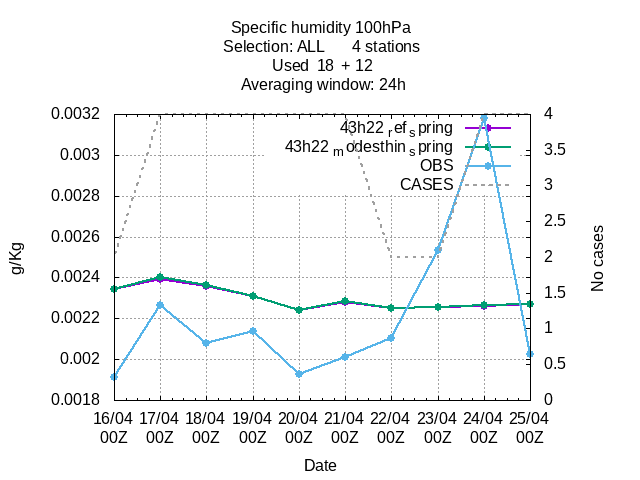 Specific humidity 100hPa
Selection: ALL 4 stations
Used 18 + 12
Averaging window: 24h
43h22 refspring
43h22 modesthinspring
OBS
CASES
0.0032
0.003
0.0028
0.0026
0.0024
0.0022
0.002
0.0018
4
3.5
3
2.5
2
1.5
1
0.5
0
g/Kg
No cases
16/04 17/04 18/04 19/04 20/04 21/04 22/04 23/04 24/04 25/04
00Z 00Z 00Z 00Z 00Z 00Z 00Z 00Z 00Z 00Z
Date